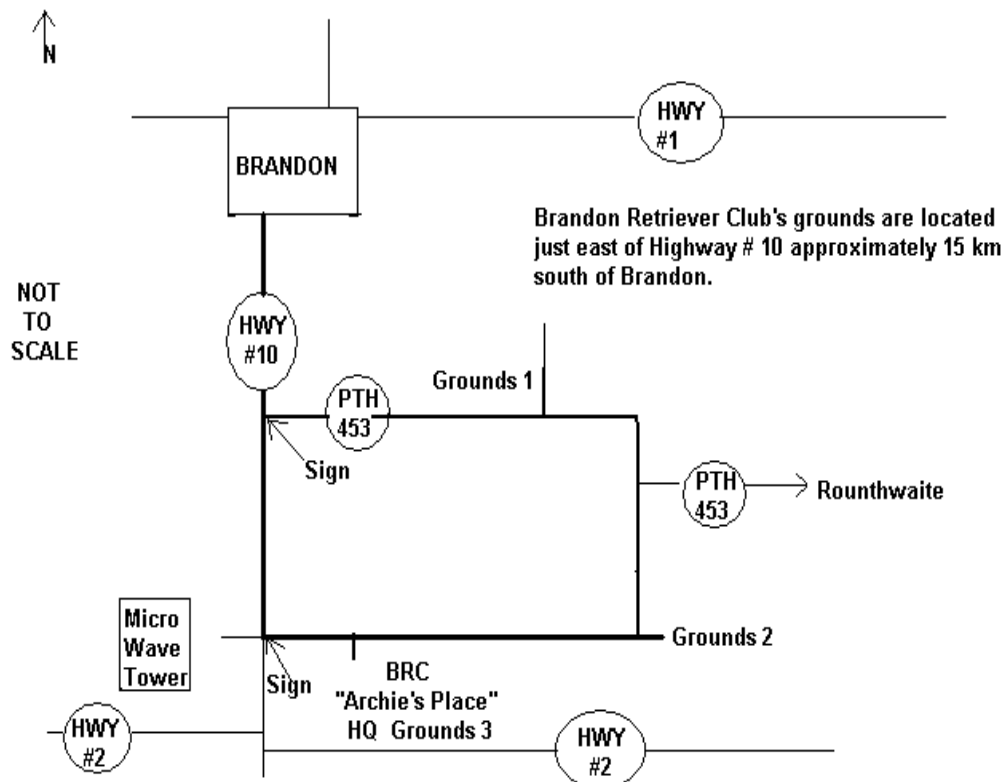 N
HWY
#1
BRANDON
Brandon Retriever Club's grounds are located
just east of Highway # 10 approximately 15 km
south of Brandon.
NOT
TO
SCALE
HWY
#10
Grounds 1
PTH
453
Sign
PTH
453
Rounthwaite
Micro
Wave
Tower
Grounds 2
Sign
BRC
"Archie's Place"
HQ Grounds 3
HWY
#2
HWY
#2